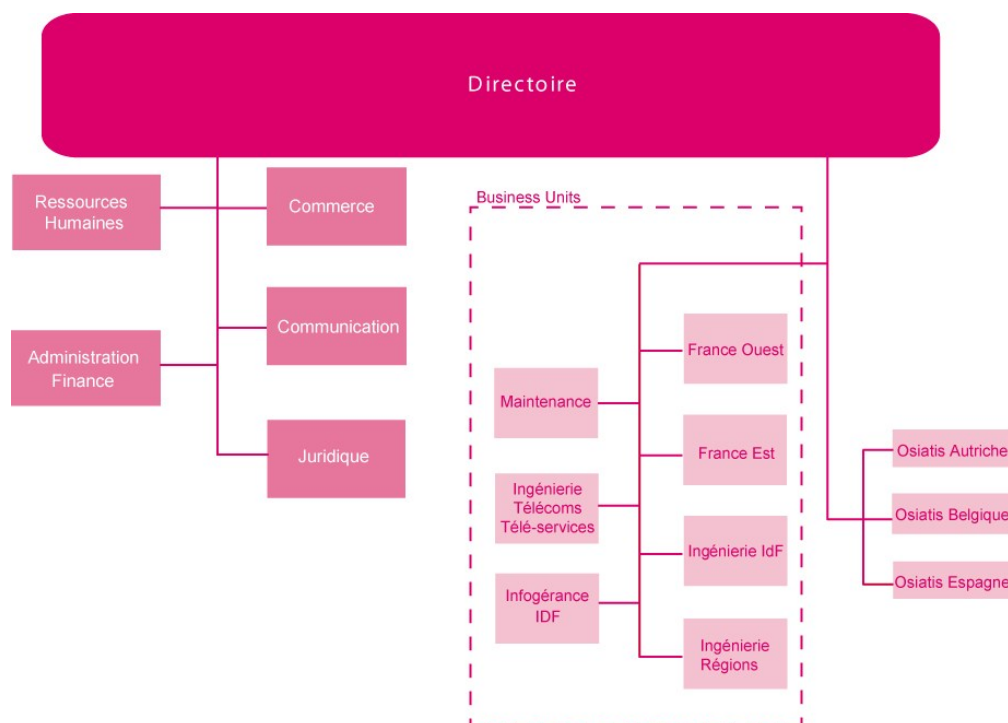 Directoire
Ressources
Humaines
Commerce
Administration
Finance
Communication
Juridique
Business Units
Maintenance
Ingénierie
Télécoms
Télé-services
Infogérance
IDF
France Ouest
France Est
Ingénierie IdF
Ingénierie
Régions
Osiatis Autriche
Osiatis Belgique
Osiatis Espagne